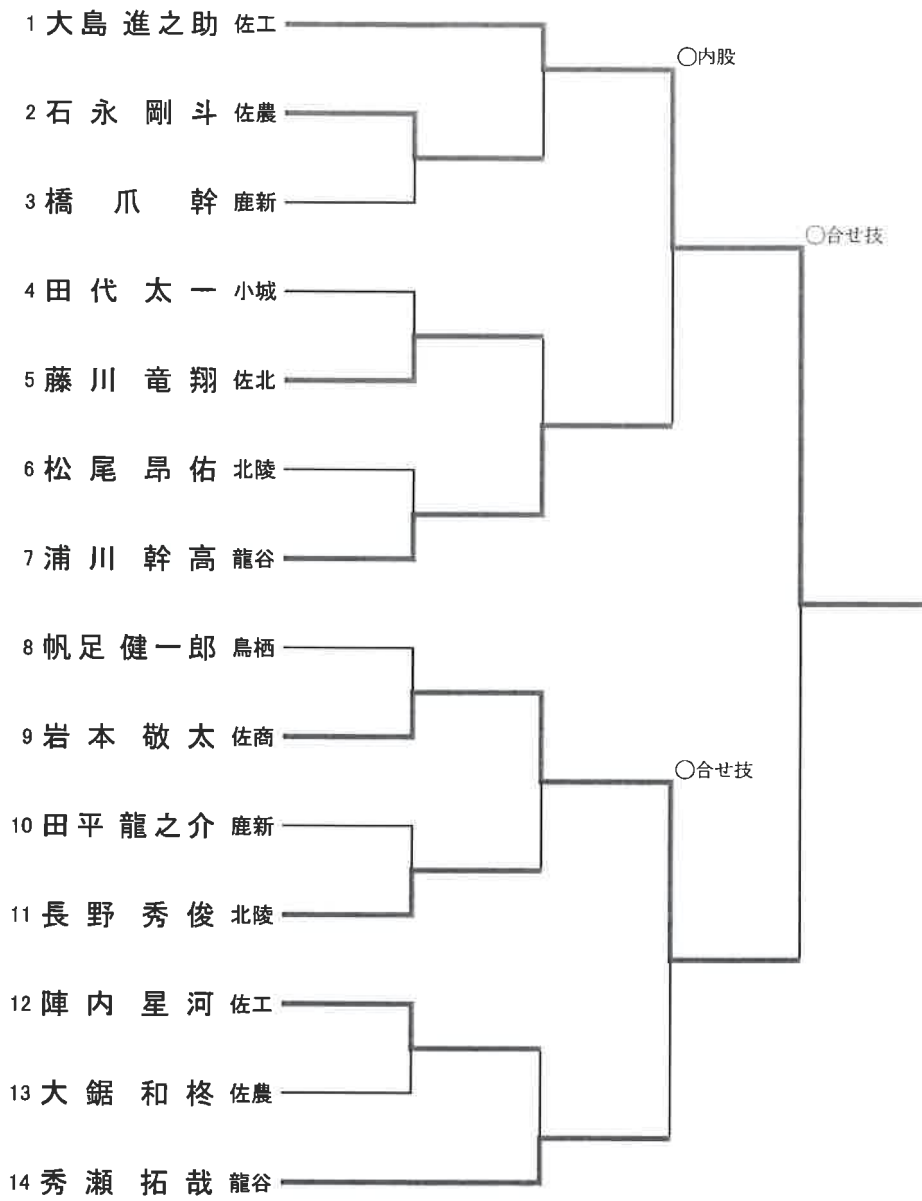 1 大島 進之助 佐工
○内股
2 石永 剛斗 佐農
3 橋爪 幹 鹿新
○合せ技
4 田代 太一 小城
5 藤川 竜翔 佐北
6 松尾 昂佑 北陵
7 浦川 幹高 龍谷
8 帆足 健一郎 鳥栖
9 岩本 敬太 佐商
○合せ技
10 田平 龍之介 鹿新
11 長野 秀俊 北陵
12 陣内 星河 佐工
13 大鋸 和柊 佐農
14 秀瀬 拓哉 龍谷